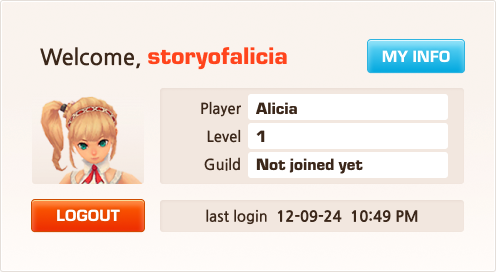 Welcome, storyofalicia
MY INFO
Player Alicia
Level 1
Guild Not joined yet
LOGOUT
last login 12-09-24 10:49 PM